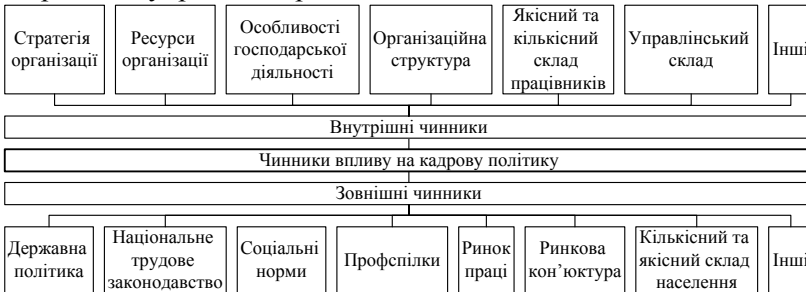 Стратегія
організації
Ресурси
організації
Особливості
господарської
діяльності
Організаційна
структура
Якісний та
кількісний
склад
працівників
Управлінський
склад
Інші
Внутрішні чинники
Чинники впливу на кадрову політику
Зовнішні чинники
Державна
політика
Національне
трудове
законодавство
Соціальні
норми
Профспілки
Ринок
праці
Ринкова
кон’юктура
Кількісний та
якісний склад
населення
Інші